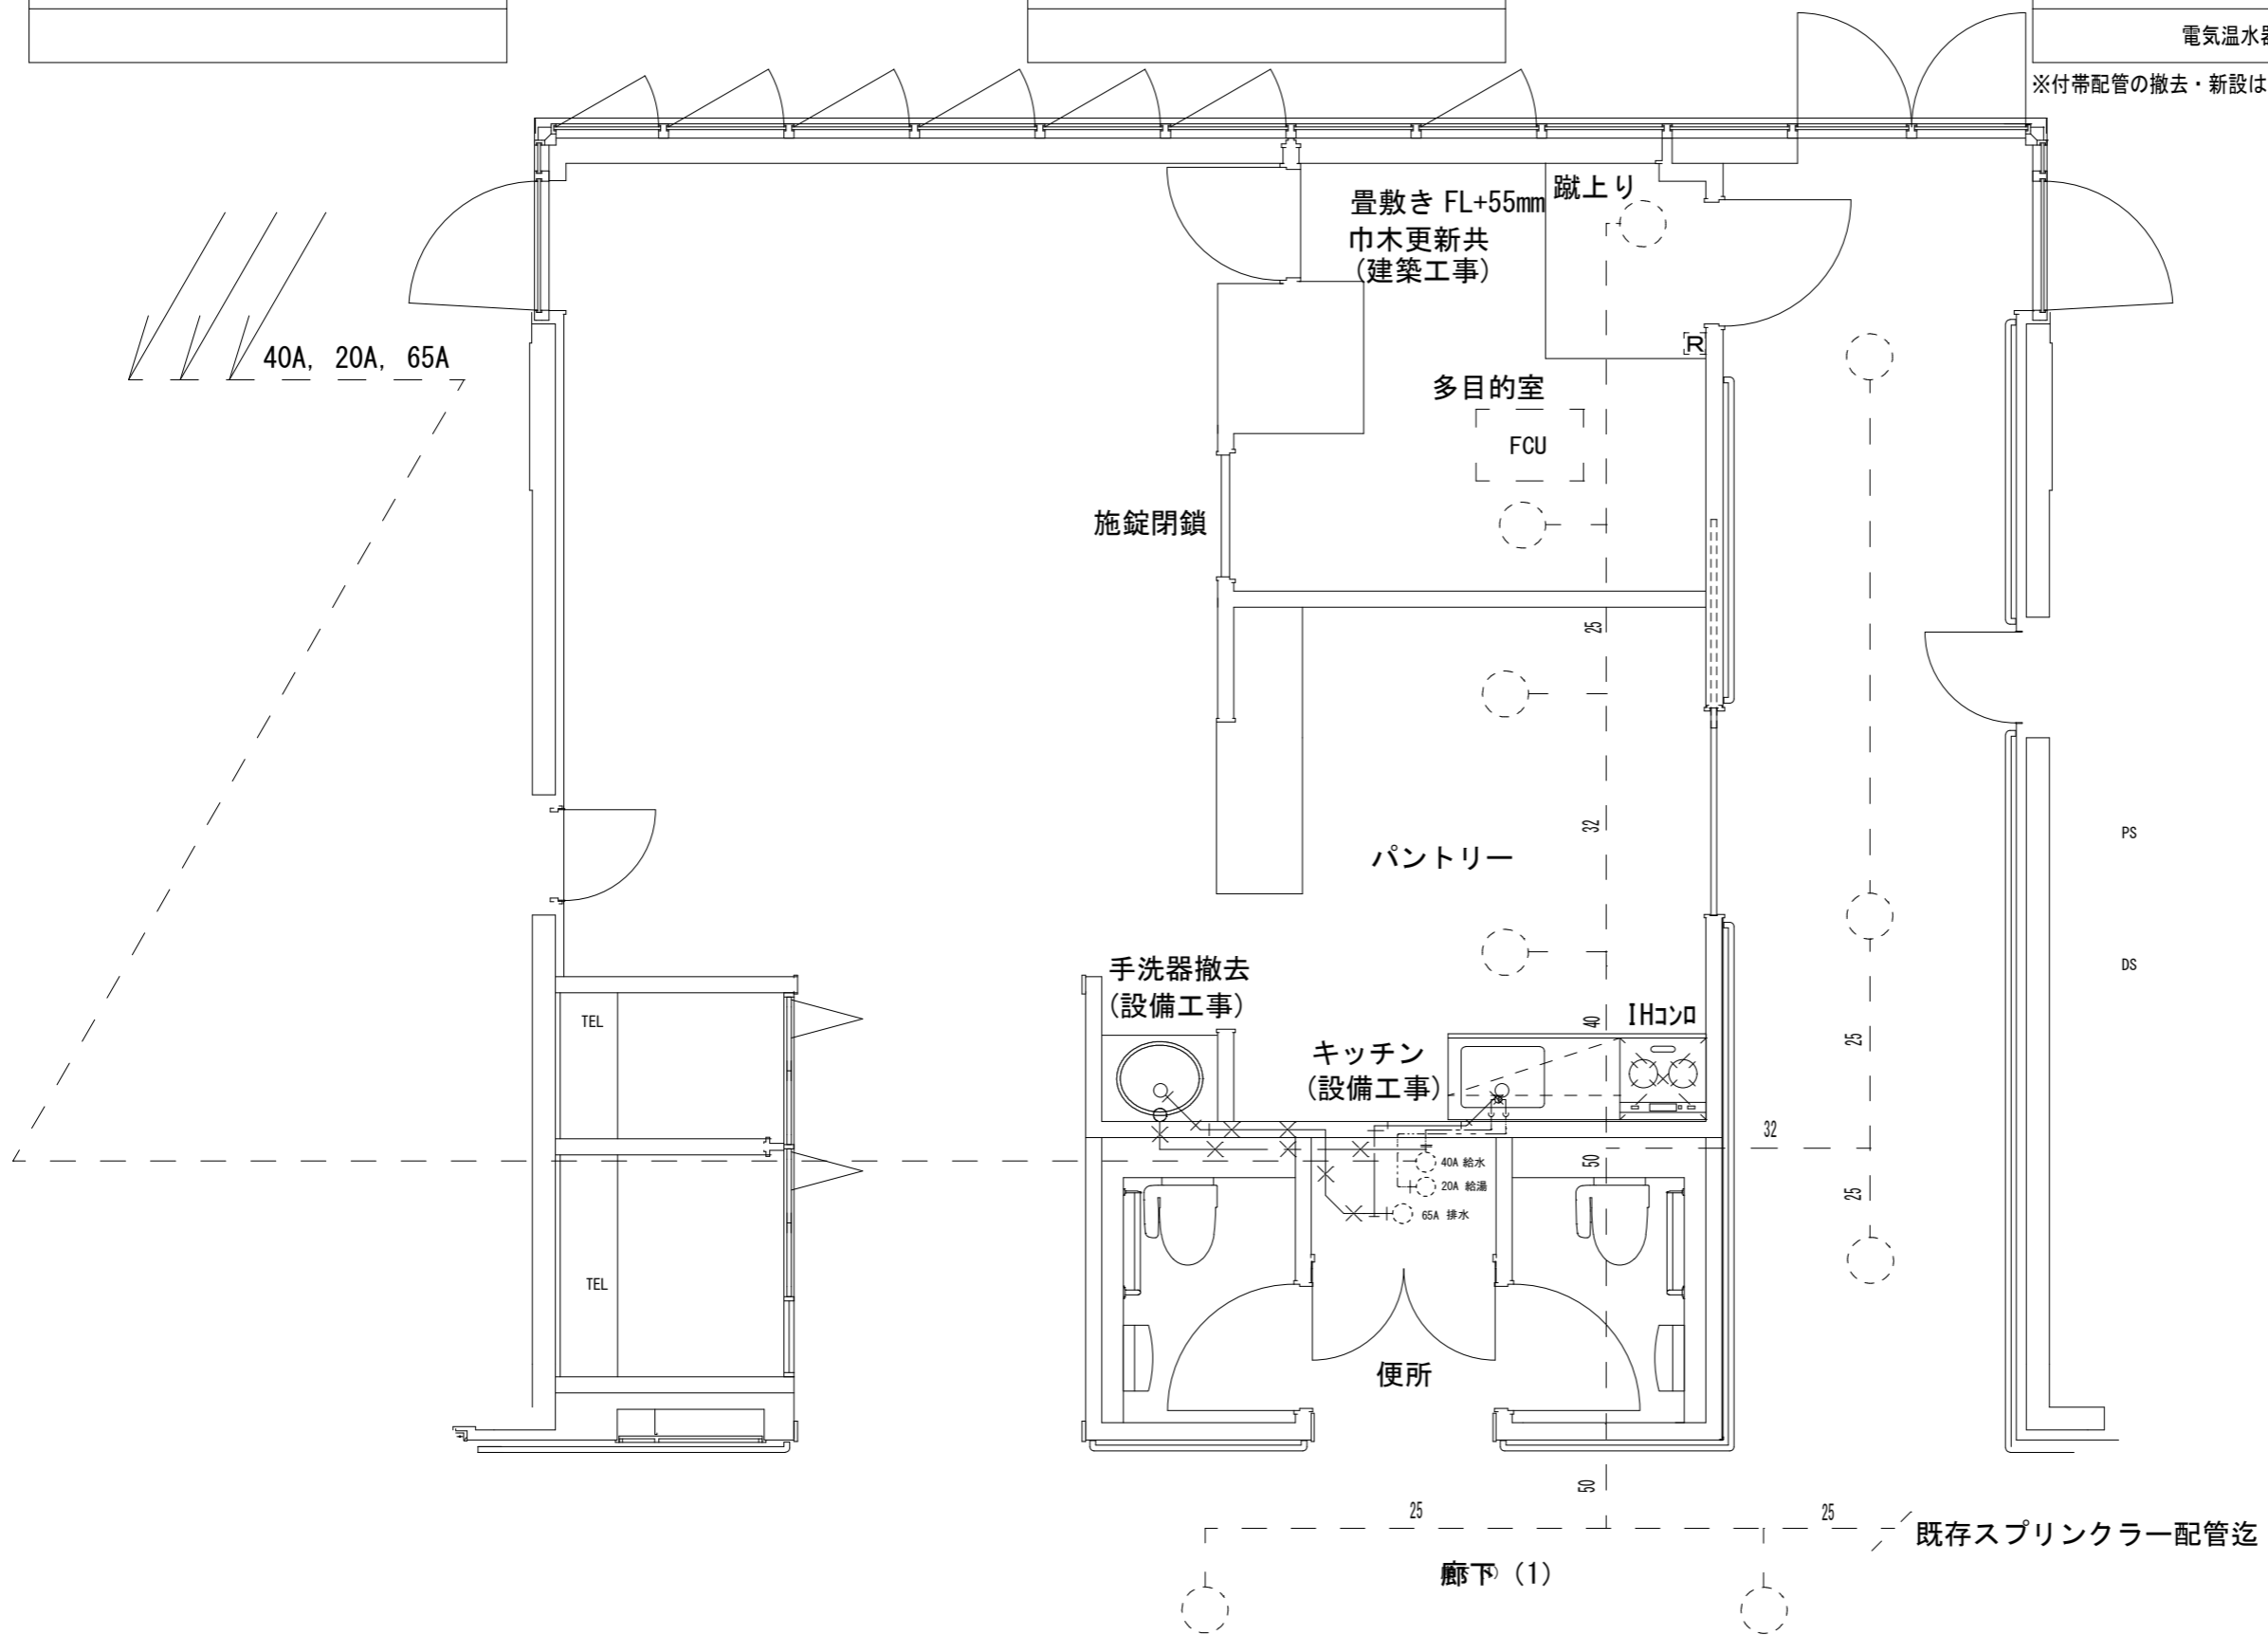 電気温水器
※付帯配管の撤去・新設は
畳敷き FL+55mm
蹴上り
巾木更新共
(建築工事)
R
40A, 20A, 65A
多目的室
FCU
施錠閉鎖
25
32
パントリー
PS
手洗器撤去
(設備工事)
DS
TEL
40
IHコンロ
キッチン
(設備工事)
25
32
50
40A 給水
20A 給湯
65A 排水
25
TEL
便所
50
25
25
既存スプリンクラー配管迄
廊下 (1)